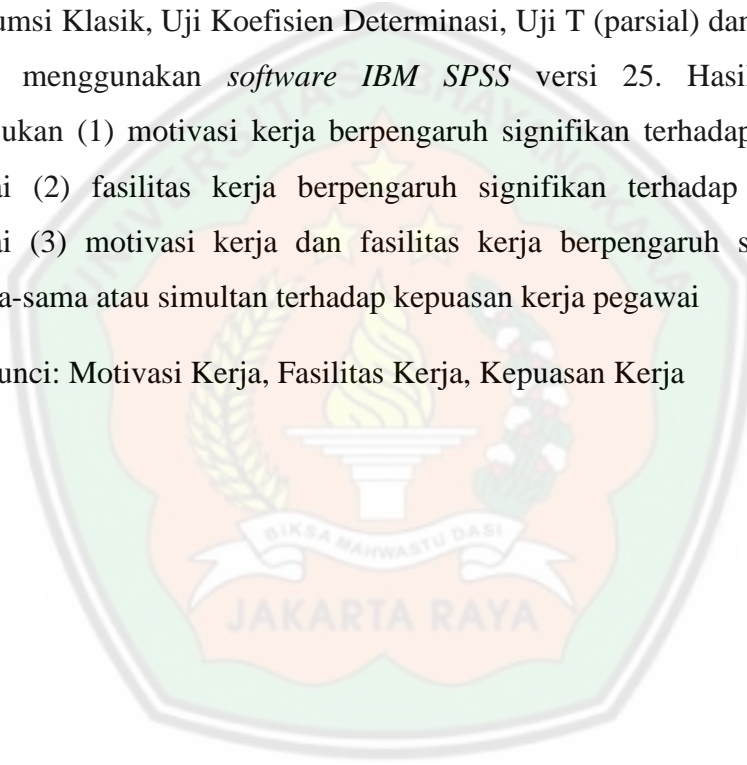 umsi Klasik, Uji Koefisien Determinasi, Uji T (parsial) dan
menggunakan software IBM SPSS versi 25. Hasil
ukan (1) motivasi kerja berpengaruh signifikan terhadap
i (2) fasilitas kerja berpengaruh signifikan terhadap
i (3) motivasi kerja dan fasilitas kerja berpengaruh s
a-sama atau simultan terhadap kepuasan kerja pegawai
unci: Motivasi Kerja, Fasilitas Kerja, Kepuasan Kerja
UNIVERSITAS BHAYANGKARA
BIKSA MAHWASTU DASI
JAKARTA RAYA